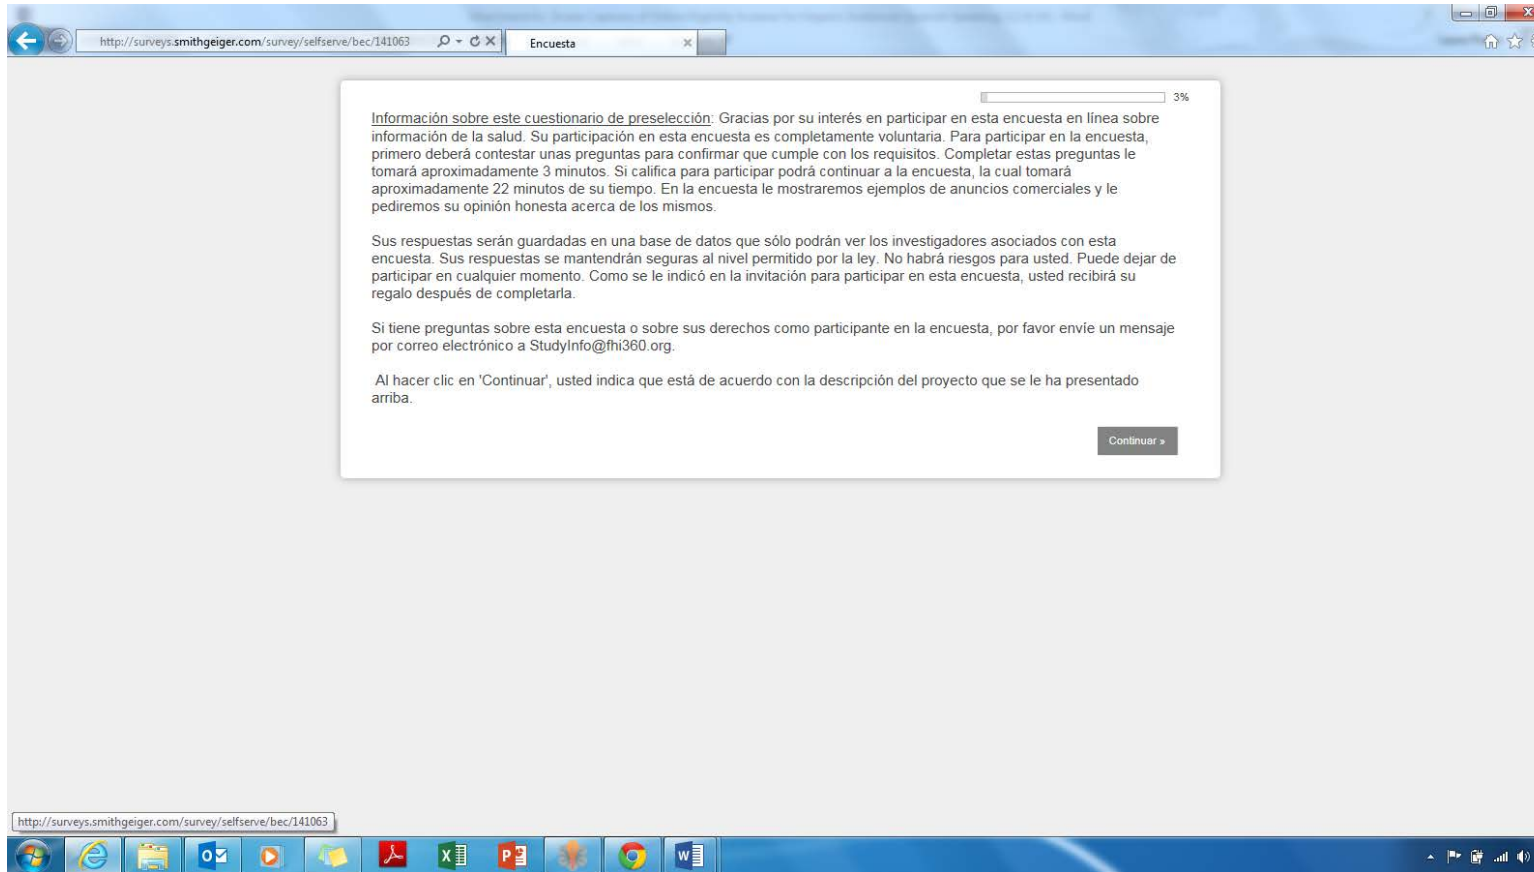 http://surveys.smithgeiger.com/survey/selfserve/bec/141063
Encuesta
3%
Información sobre este cuestionario de preselección: Gracias por su interés en participar en esta encuesta en línea sobre
información de la salud. Su participación en esta encuesta es completamente voluntaria. Para participar en la encuesta,
primero deberá contestar unas preguntas para confirmar que cumple con los requisitos. Completar estas preguntas le
tomará aproximadamente 3 minutos. Si califica para participar podrá continuar a la encuesta, la cual tomará
aproximadamente 22 minutos de su tiempo. En la encuesta le mostraremos ejemplos de anuncios comerciales y le
pediremos su opinión honesta acerca de los mismos.
Sus respuestas serán guardadas en una base de datos que sólo podrán ver los investigadores asociados con esta
encuesta. Sus respuestas se mantendrán seguras al nivel permitido por la ley. No habrá riesgos para usted. Puede dejar de
participar en cualquier momento. Como se le indicó en la invitación para participar en esta encuesta, usted recibirá su
regalo después de completarla.
Si tiene preguntas sobre esta encuesta o sobre sus derechos como participante en la encuesta, por favor envíe un mensaje
por correo electrónico a StudyInfo@fhi360.org.
Al hacer clic en 'Continuar', usted indica que está de acuerdo con la descripción del proyecto que se le ha presentado
arriba.
Continuar »
http://surveys.smithgeiger.com/survey/selfserve/bec/141063